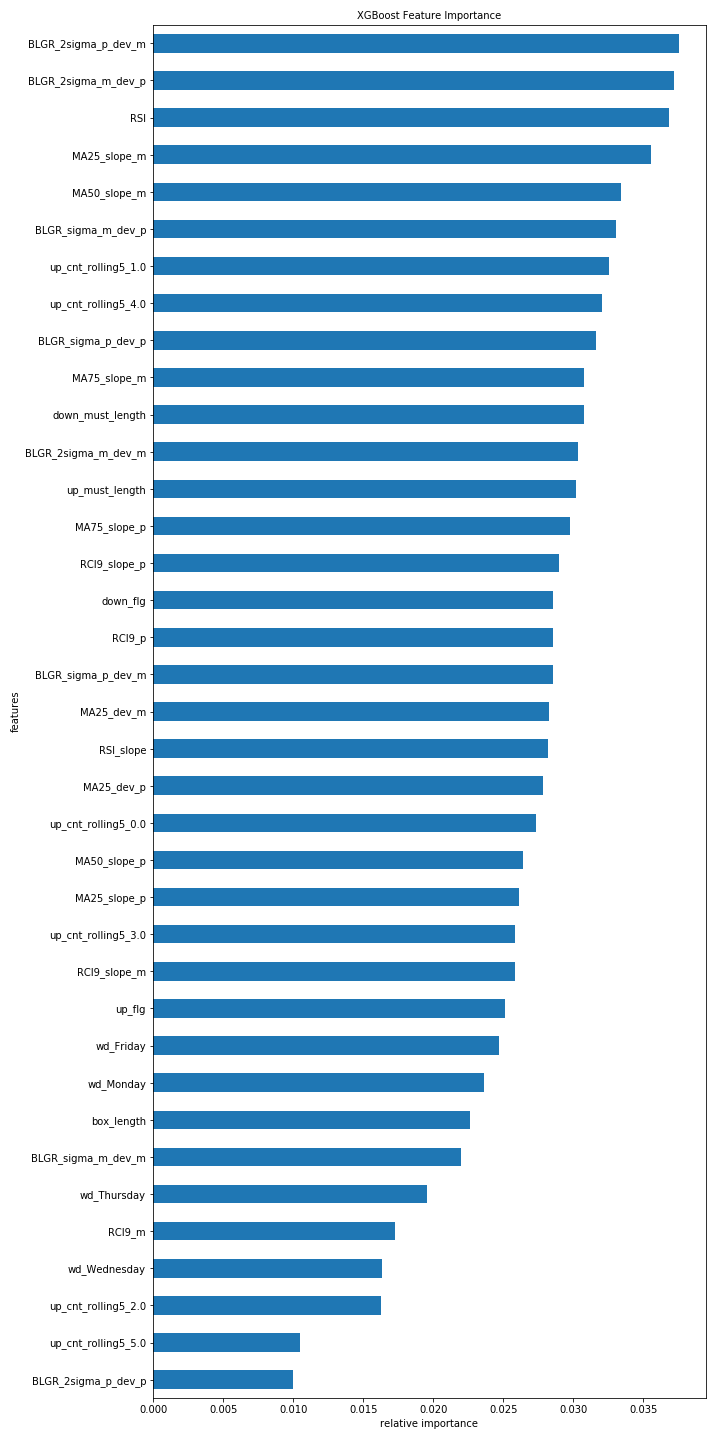 XGBoost Feature Importance
BLGR_2sigma_p_dev_m
BLGR_2sigma_m_dev_p
RSI
MA25_slope_m
MA50_slope_m
BLGR_sigma_m_dev_p
up_cnt_rolling5_1.0
up_cnt_rolling5_4.0
BLGR_sigma_p_dev_p
MA75_slope_m
down_must_length
BLGR_2sigma_m_dev_m
up_must_length
MA75_slope_p
RCI9_slope_p
down_flg
RCI9_p
BLGR_sigma_p_dev_m
features
MA25_dev_m
RSI_slope
MA25_dev_p
up_cnt_rolling5_0.0
MA50_slope_p
MA25_slope_p
up_cnt_rolling5_3.0
RCI9_slope_m
up_flg
wd_Friday
wd_Monday
box_length
BLGR_sigma_m_dev_m
wd_Thursday
RCI9_m
wd_Wednesday
up_cnt_rolling5_2.0
up_cnt_rolling5_5.0
BLGR_2sigma_p_dev_p
0.000 0.005 0.010 0.015 0.020 0.025 0.030 0.035
relative importance